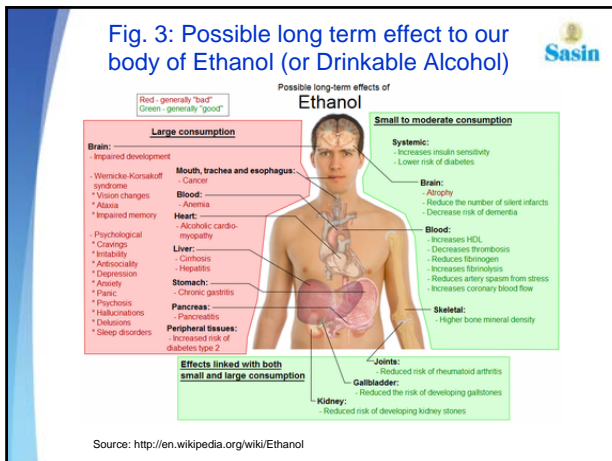 Fig. 3: Possible long term effect to our
body of Ethanol (or Drinkable Alcohol)
Sasin
Possible long-term effects of
Ethanol
Red - generally "bad"
Green - generally "good"
Large consumption
Brain:
- Impaired development
- Wernicke-Korsakoff
syndrome
* Vision changes
* Ataxia
* Impaired memory
- Psychological
* Cravings
* Irritability
* Antisociality
* Depression
* Anxiety
* Panic
* Psychosis
* Hallucinations
* Delusions
* Sleep disorders
Mouth, trachea and esophagus:
- Cancer
Blood:
- Anemia
Heart:
- Alcoholic cardio-
myopathy
Liver:
- Cirrhosis
- Hepatitis
Stomach:
- Chronic gastritis
Pancreas:
- Pancreatitis
Peripheral tissues:
- Increased risk of
diabetes type 2
Small to moderate consumption
Systemic:
- Increases insulin sensitivity
- Lower risk of diabetes
Brain:
- Atrophy
- Reduce the number of silent infarcts
- Decrease risk of dementia
Blood:
- Increases HDL
- Decreases thrombosis
- Reduces fibrinogen
- Increases fibrinolysis
- Reduces artery spasm from stress
- Increases coronary blood flow
Skeletal:
- Higher bone mineral density
Effects linked with both
small and large consumption
Joints:
- Reduced risk of rheumatoid arthritis
Gallbladder:
- Reduced the risk of developing gallstones
Kidney:
- Reduced risk of developing kidney stones
Source: http://en.wikipedia.org/wiki/Ethanol